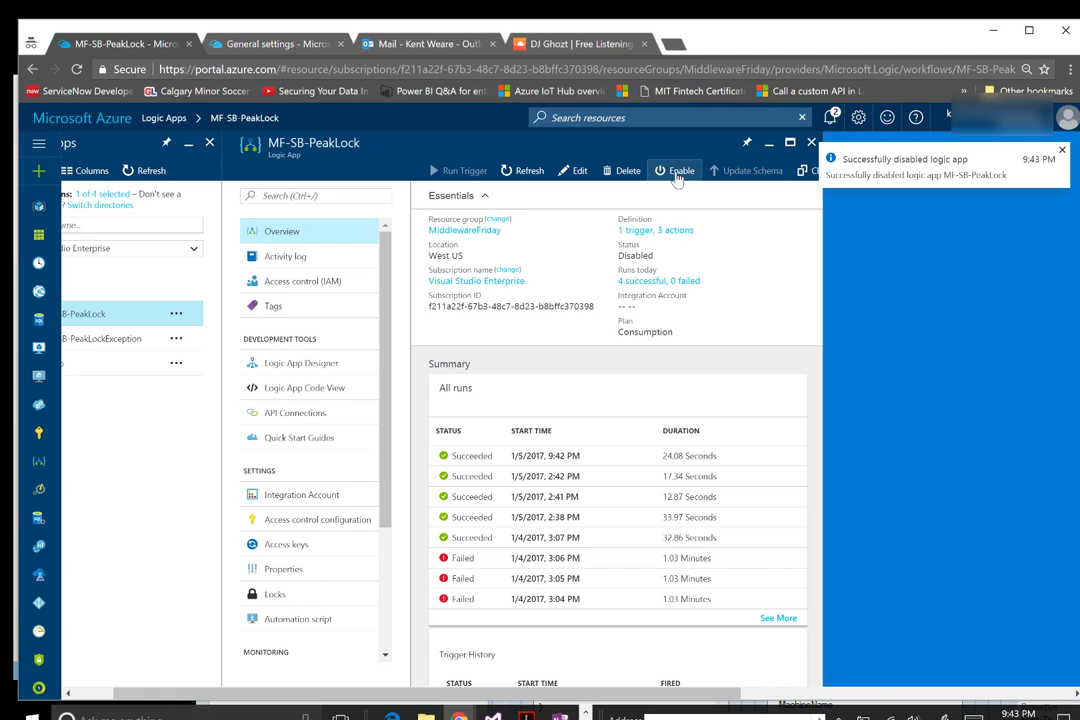 MF-SB-PeakLock - Micros
General settings - Micros
Mail - Kent Weare - Outl
DJ Ghozt | Free Listening
Secure
https://portal.azure.com/#resource/subscriptions/f211a22f-67b3-48c7-8d23-b8bffc370398/resourceGroups/MiddlewareFriday/providers/Microsoft.Logic/workflows/MF-SB-Peak
now ServiceNow Develope
GL Calgary Minor Soccer
Securing Your Data In
Power BI Q&A for ent
Azure IoT Hub overvie
MIT Fintech Certificate
Call a custom API in L
» Other bookmarks
Microsoft Azure Logic Apps > MF-SB-PeakLock
Search resources
2
pps
MF-SB-PeakLock
Logic App
Columns
Refresh
Run Trigger
Refresh
Edit
Delete
Enable
Update Schema
Successfully disabled logic app 9:43 PM
Successfully disabled logic app MF-SB-PeakLock
ns: 1 of 4 selected – Don't see a
Switch directories
ame...
dio Enterprise
B-PeakLock
B-PeakLockException
Search (Ctrl+/)
Overview
Activity log
Access control (IAM)
Tags
DEVELOPMENT TOOLS
Logic App Designer
Logic App Code View
API Connections
Quick Start Guides
SETTINGS
Integration Account
Access control configuration
Access keys
Properties
Locks
Automation script
MONITORING
Essentials
Resource group (change)
MiddlewareFriday
Location
West US
Subscription name (change)
Visual Studio Enterprise
Subscription ID
f211a22f-67b3-48c7-8d23-b8bffc370398
Definition
1 trigger, 3 actions
Status
Disabled
Runs today
4 successful, 0 failed
Integration Account
-- --
Plan
Consumption
Summary
All runs
STATUS START TIME DURATION
Succeeded 1/5/2017, 9:42 PM 24.08 Seconds
Succeeded 1/5/2017, 2:42 PM 17.34 Seconds
Succeeded 1/5/2017, 2:41 PM 12.87 Seconds
Succeeded 1/5/2017, 2:38 PM 33.97 Seconds
Succeeded 1/4/2017, 3:07 PM 32.86 Seconds
Failed 1/4/2017, 3:06 PM 1.03 Minutes
Failed 1/4/2017, 3:05 PM 1.03 Minutes
Failed 1/4/2017, 3:04 PM 1.03 Minutes
See More
Trigger History
STATUS START TIME FIRED
MachineName
9:43 PM